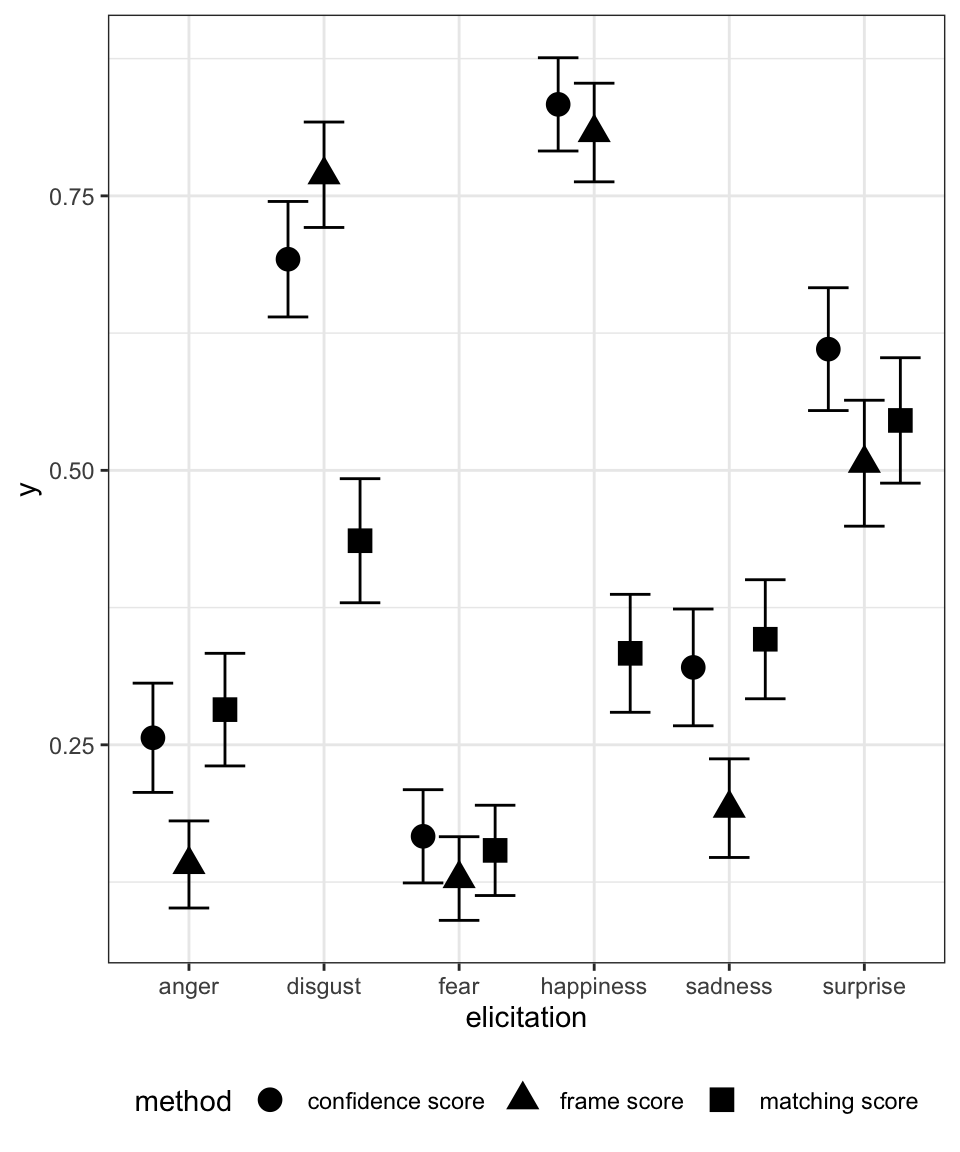 0.75
0.50
0.25
y
anger disgust fear happiness sadness surprise
elicitation
method confidence score frame score matching score